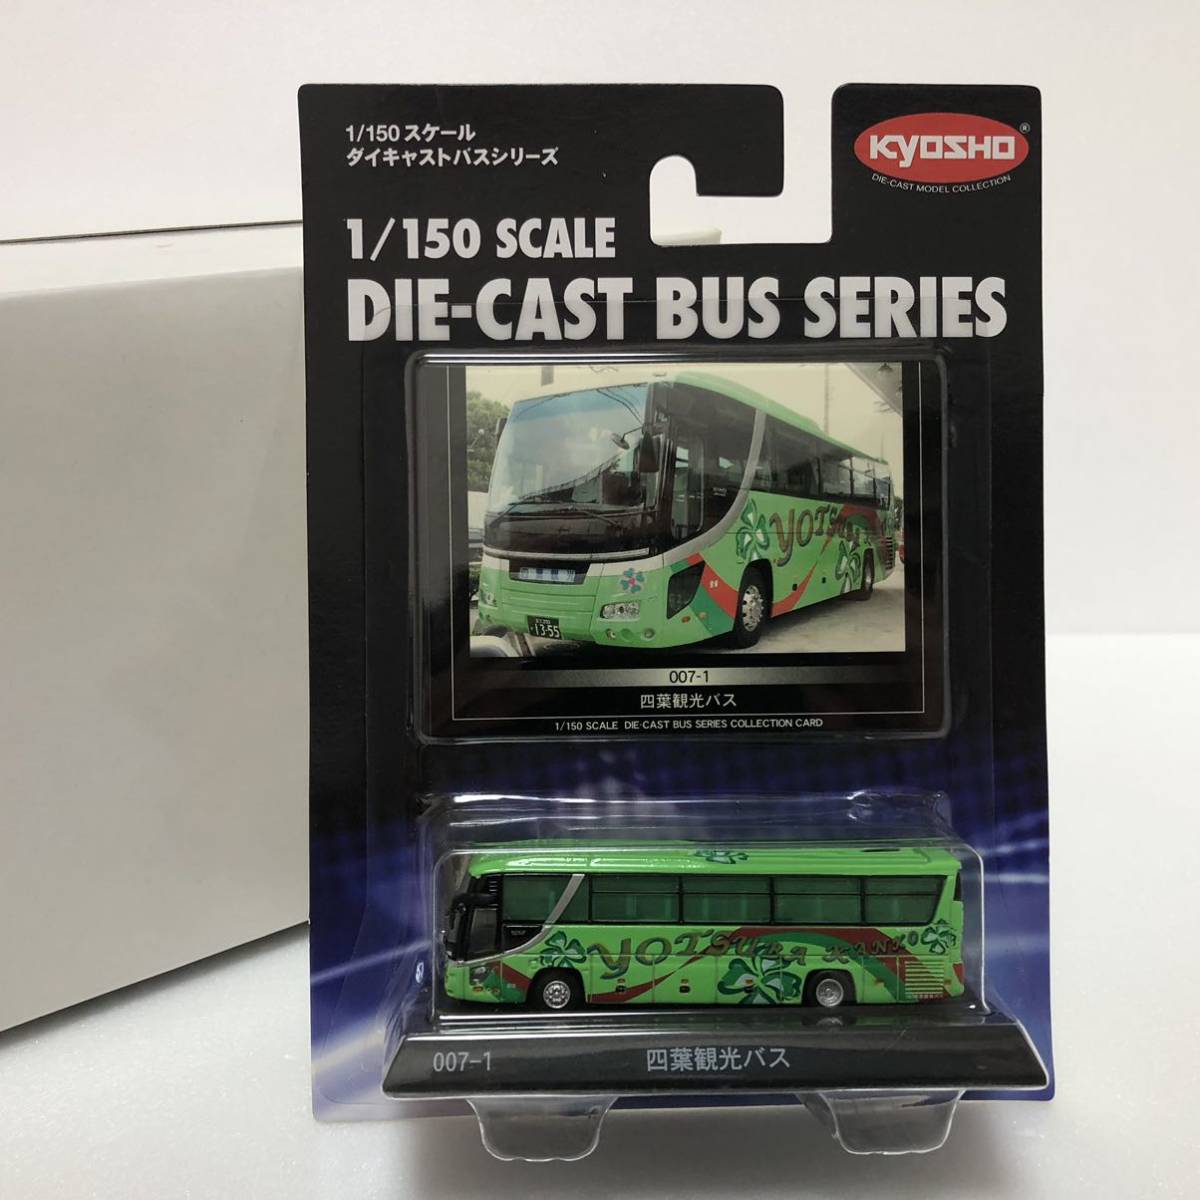 1/150 スケール
ダイキャストバスシリーズ
KYOSHO®
DIE-CAST MODEL COLLECTION
1/150 SCALE
DIE-CAST BUS SERIES
YOTSUBA
・1355
007-1
四葉観光バス
1/150 SCALE DIE-CAST BUS SERIES COLLECTION CARD
YOTSUBA KANKO
007-1
四葉観光バス